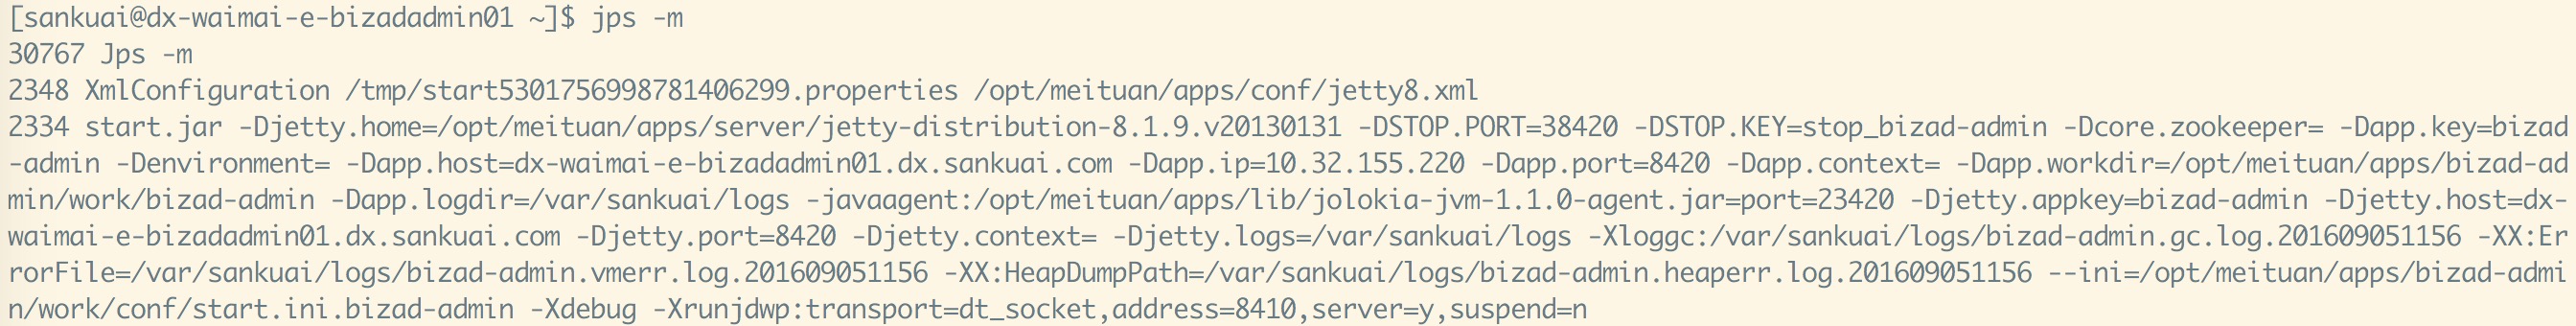 [sankuai@dx-waimai-e-bizadadmin01 ~]$ jps -m
30767 Jps -m
2348 XmlConfiguration /tmp/start5301756998781406299.properties /opt/meituan/apps/conf/jetty8.xml
2334 start.jar -Djetty.home=/opt/meituan/apps/server/jetty-distribution-8.1.9.v20130131 -DSTOP.PORT=38420 -DSTOP.KEY=stop_bizad-admin -Dcore.zookeeper= -Dapp.key=bizad
-admin -Denvironment= -Dapp.host=dx-waimai-e-bizadadmin01.dx.sankuai.com -Dapp.ip=10.32.155.220 -Dapp.port=8420 -Dapp.context= -Dapp.workdir=/opt/meituan/apps/bizad-ad
min/work/bizad-admin -Dapp.logdir=/var/sankuai/logs -javaagent:/opt/meituan/apps/lib/jolokia-jvm-1.1.0-agent.jar=port=23420 -Djetty.appkey=bizad-admin -Djetty.host=dx-
waimai-e-bizadadmin01.dx.sankuai.com -Djetty.port=8420 -Djetty.context= -Djetty.logs=/var/sankuai/logs -Xloggc:/var/sankuai/logs/bizad-admin.gc.log.201609051156 -XX:Er
rorFile=/var/sankuai/logs/bizad-admin.vmerr.log.201609051156 -XX:HeapDumpPath=/var/sankuai/logs/bizad-admin.heaperr.log.201609051156 --ini=/opt/meituan/apps/bizad-admi
n/work/conf/start.ini.bizad-admin -Xdebug -Xrunjdwp:transport=dt_socket,address=8410,server=y,suspend=n